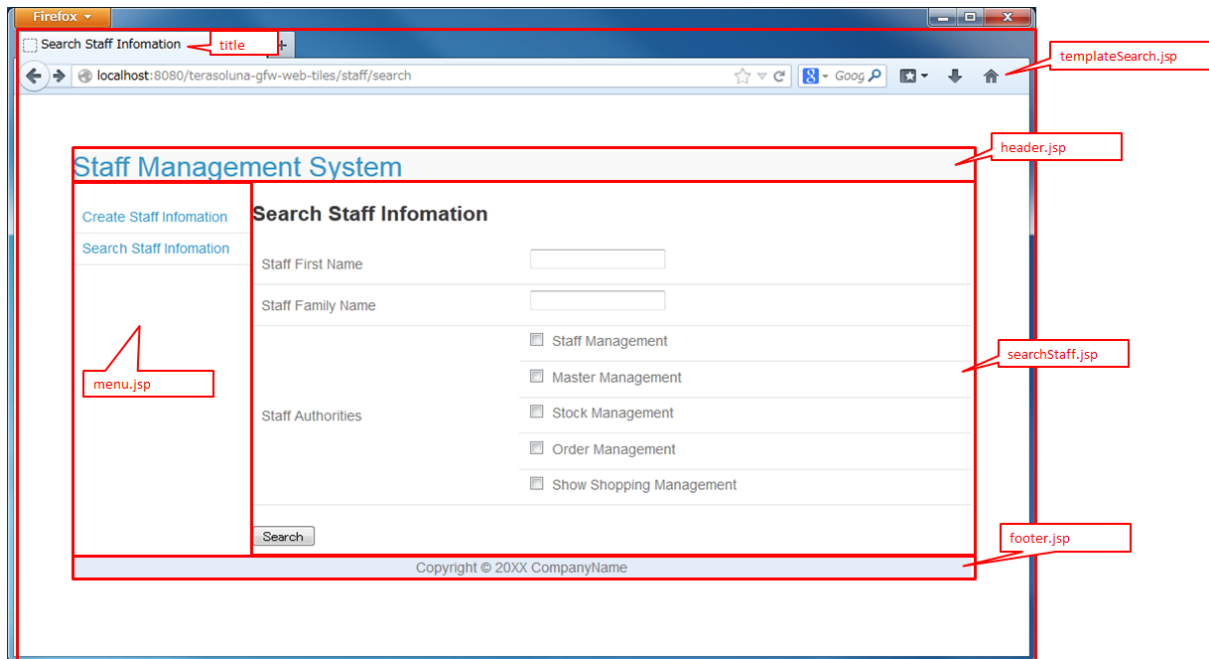 Firefox
Search Staff Infomation
title
templateSearch.jsp
localhost:8080/terasoluna-gfw-web-tiles/staff/search
Goog
header.jsp
Staff Management System
Create Staff Infomation
Search Staff Infomation
Search Staff Infomation
Staff First Name
Staff Family Name
Staff Management
searchStaff.jsp
menu.jsp
Master Management
Staff Authorities
Stock Management
Order Management
Show Shopping Management
Search
footer.jsp
Copyright © 20XX CompanyName